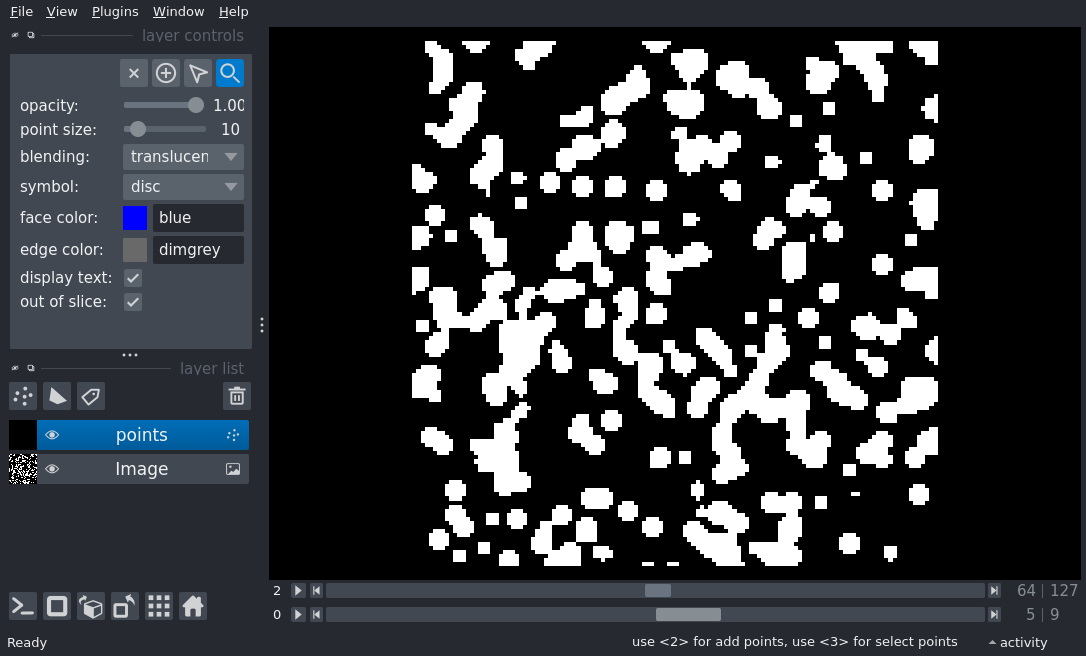 File View Plugins Window Help
layer controls
opacity: 1.00
point size: 10
blending: translucen
symbol: disc
face color: blue
edge color: dimgrey
display text:
out of slice:
layer list
points
Image
2 64 127
0 5 9
Ready use <2> for add points, use <3> for select points activity